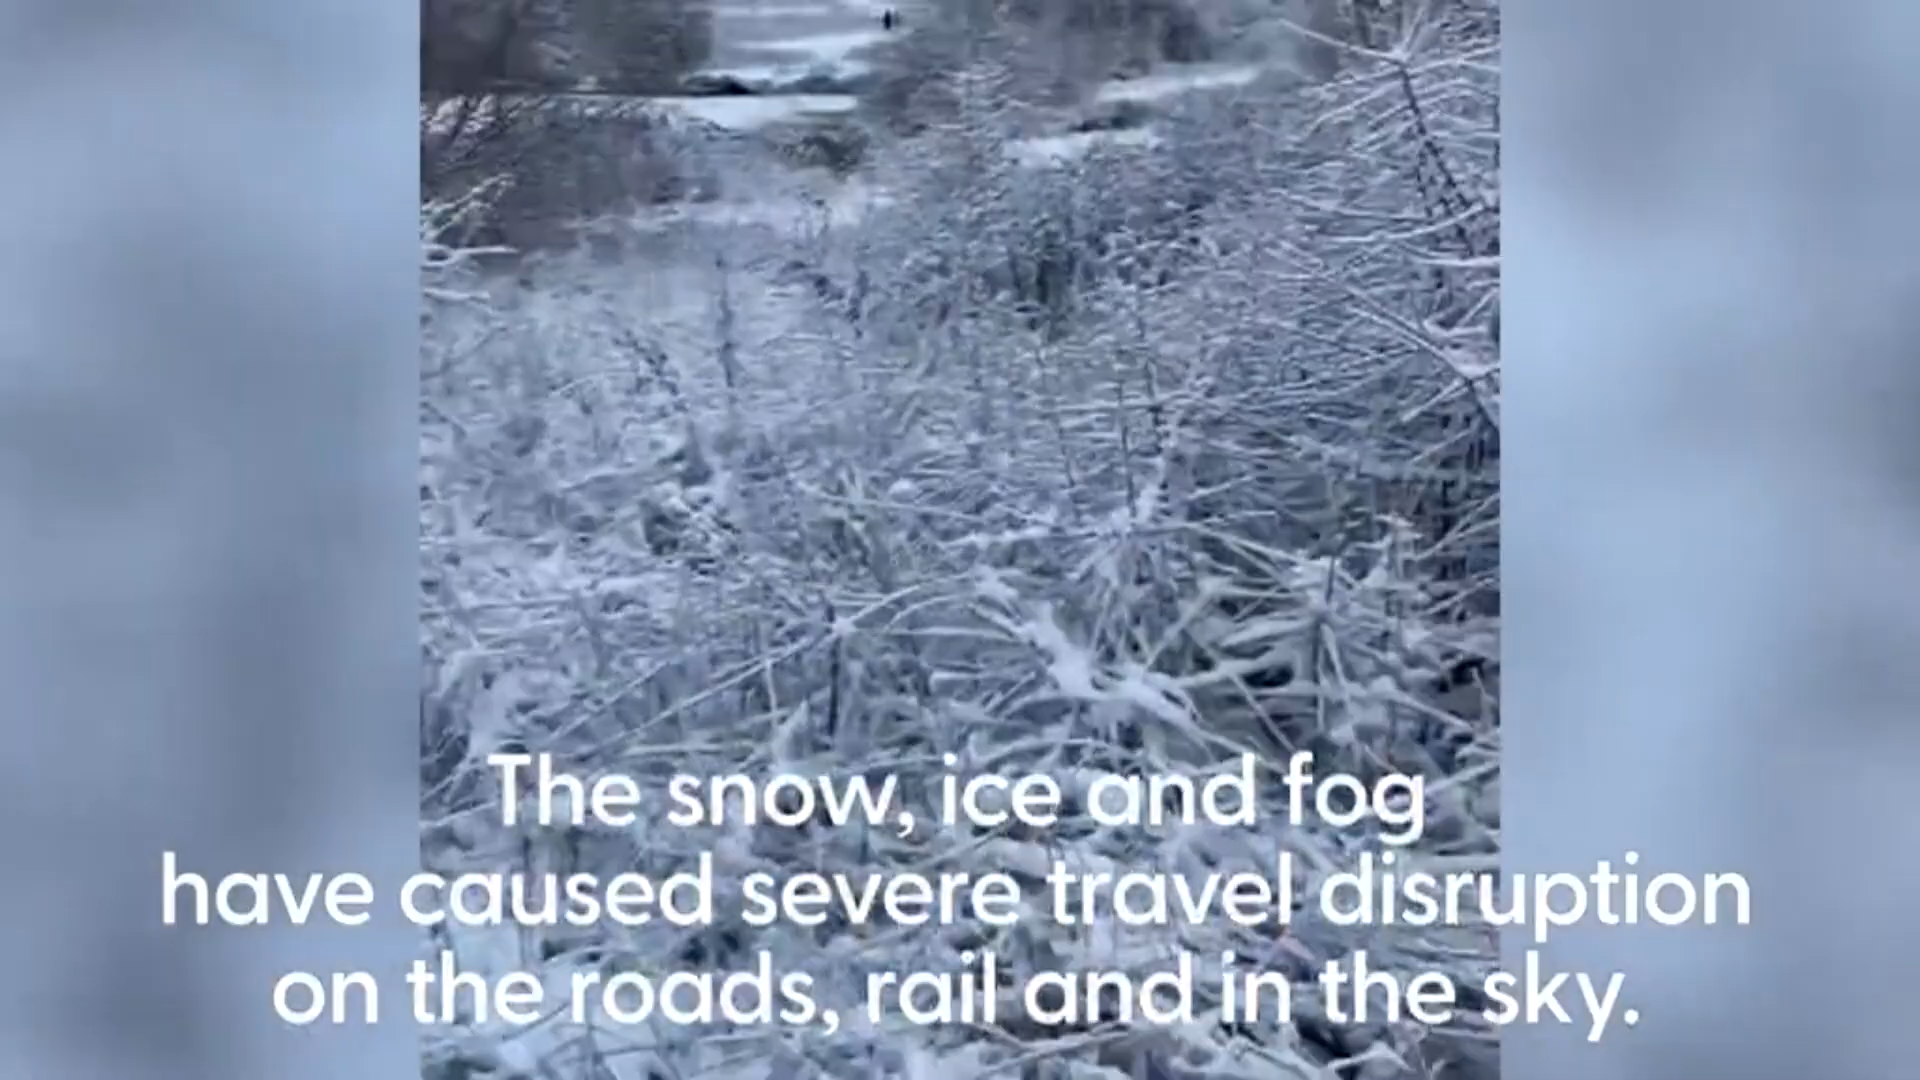 The snow, ice and fog
have caused severe travel disruption
on the roads, rail and in the sky.